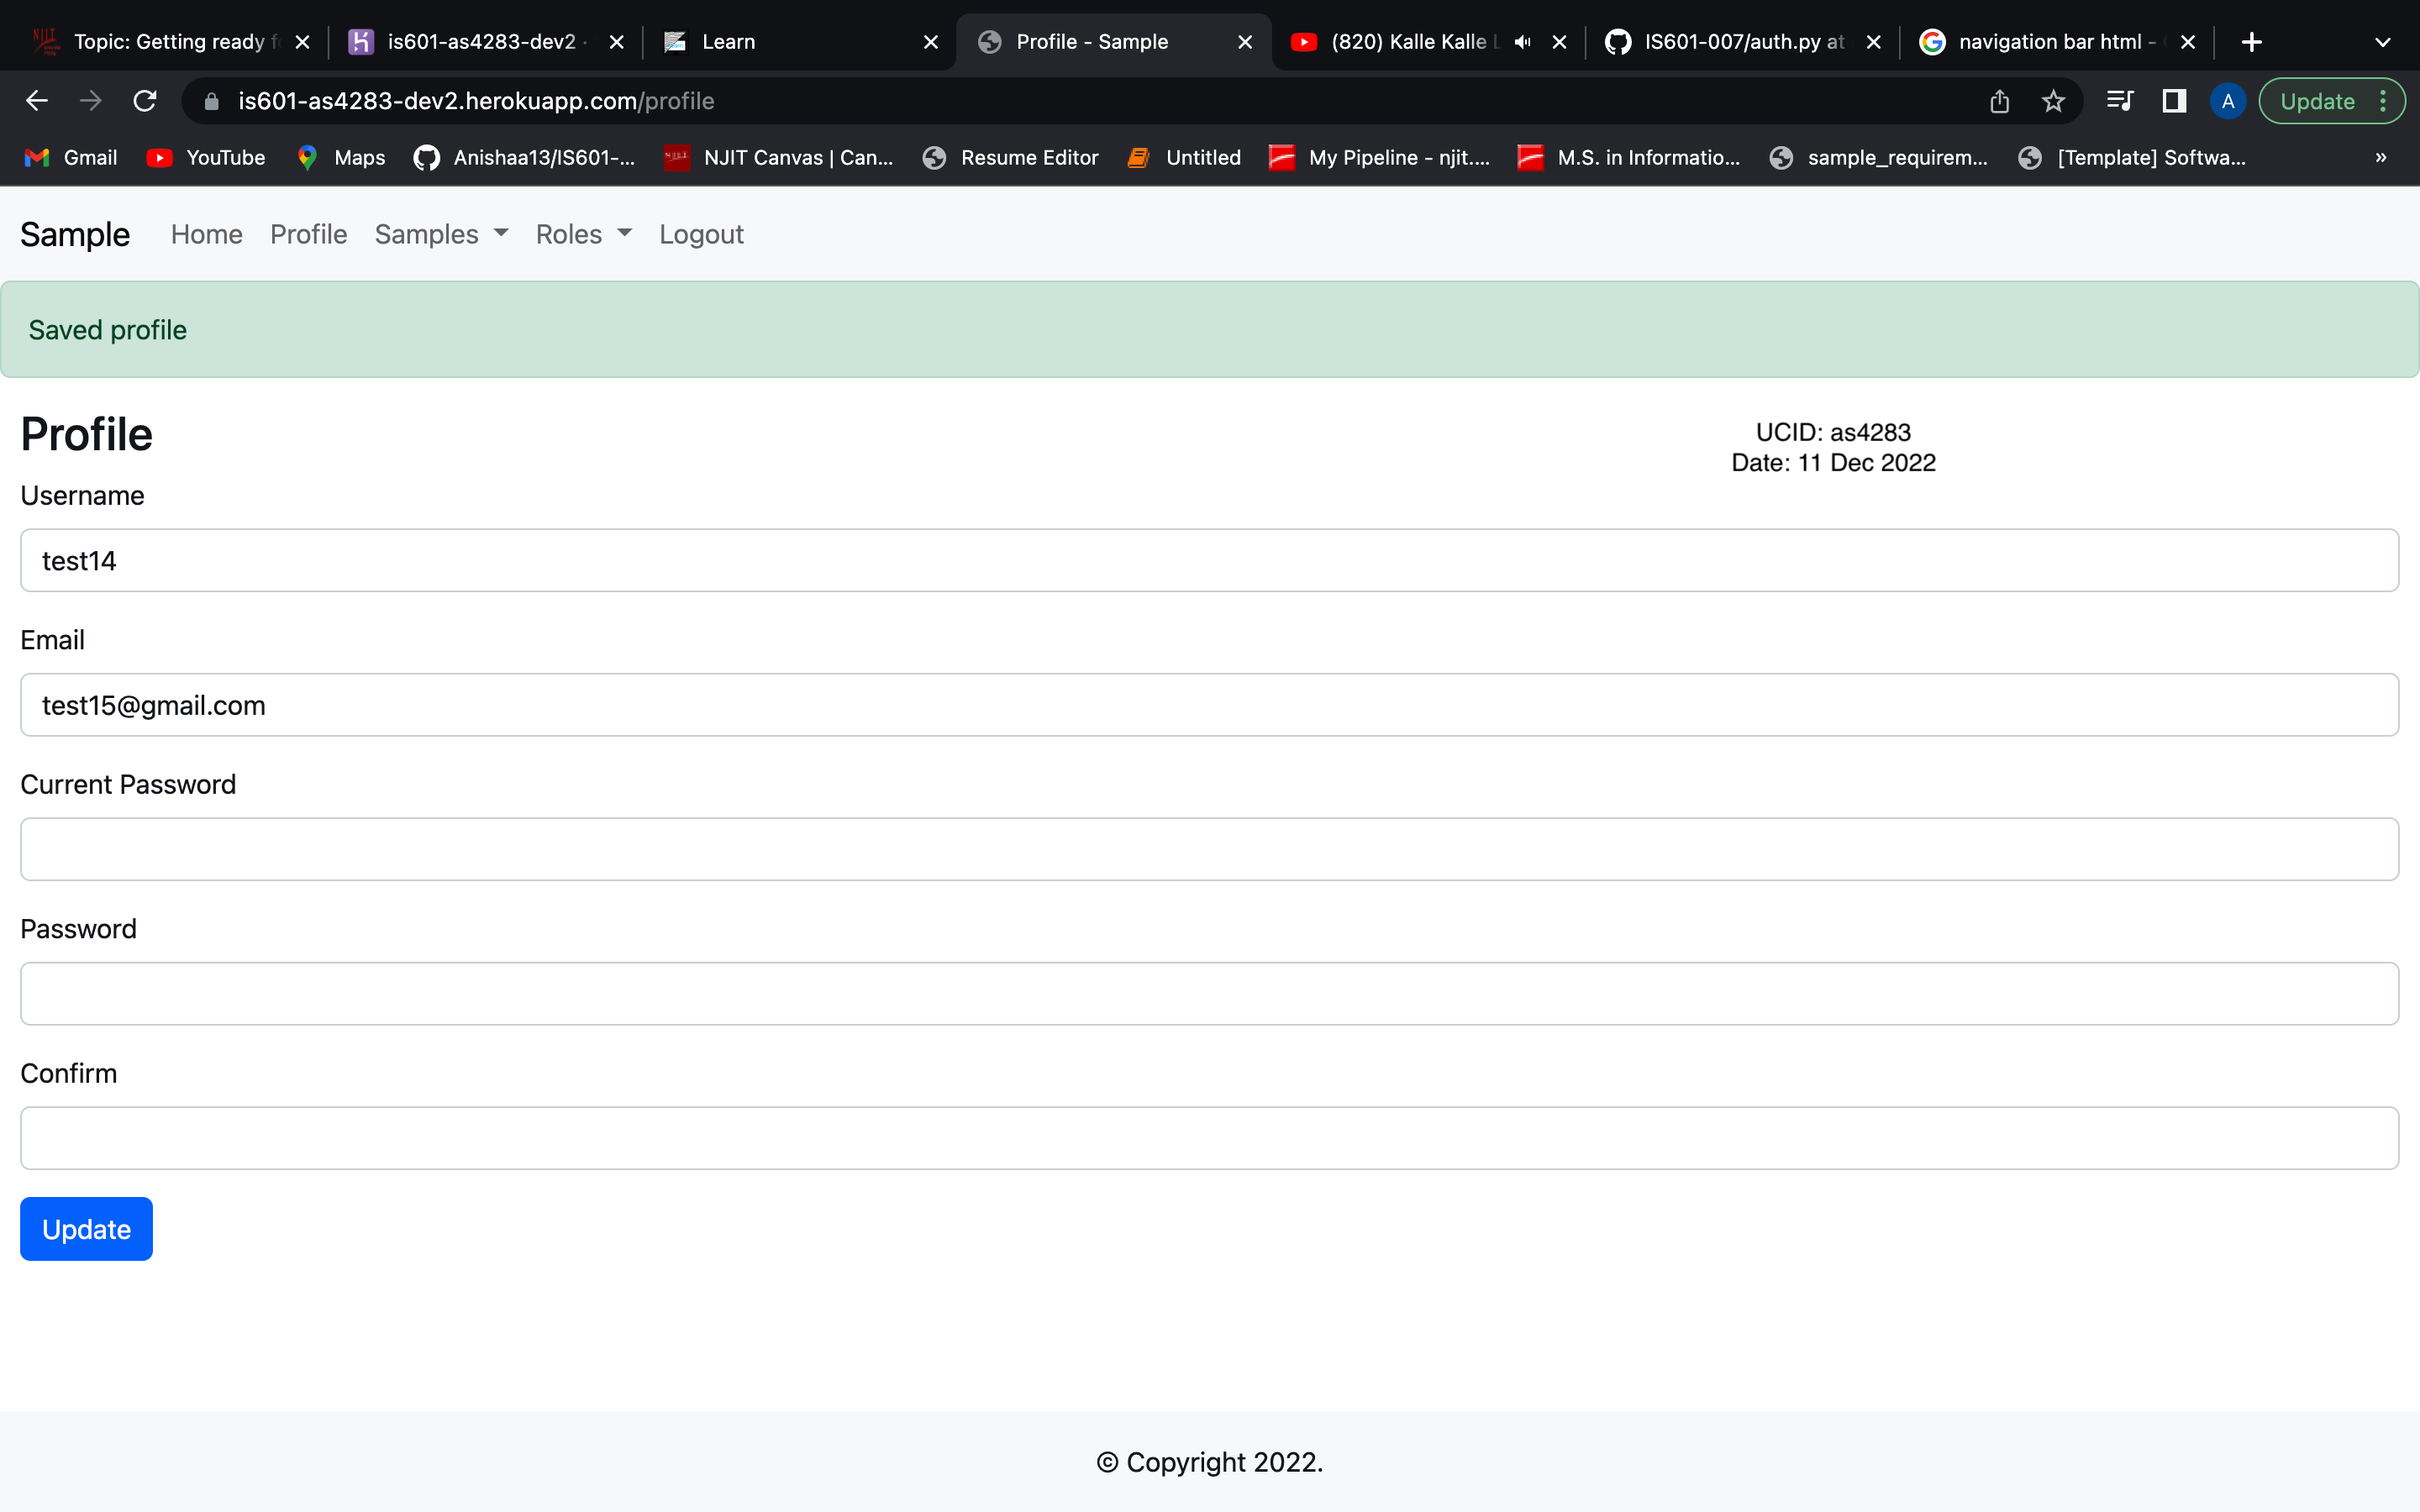 Topic: Getting ready f
is601-as4283-dev2
Learn
Profile - Sample
(820) Kalle Kalle L
IS601-007/auth.py at
navigation bar html -
is601-as4283-dev2.herokuapp.com/profile
A
Update
Gmail
YouTube
Maps
Anishaa13/IS601-...
NJIT Canvas | Can...
Resume Editor
Untitled
My Pipeline - njit....
M.S. in Informatio...
sample_requirem...
[Template] Softwa...
»
Sample
Home
Profile
Samples
Roles
Logout
Saved profile
Profile
UCID: as4283
Date: 11 Dec 2022
Username
test14
Email
test15@gmail.com
Current Password
Password
Confirm
Update
© Copyright 2022.